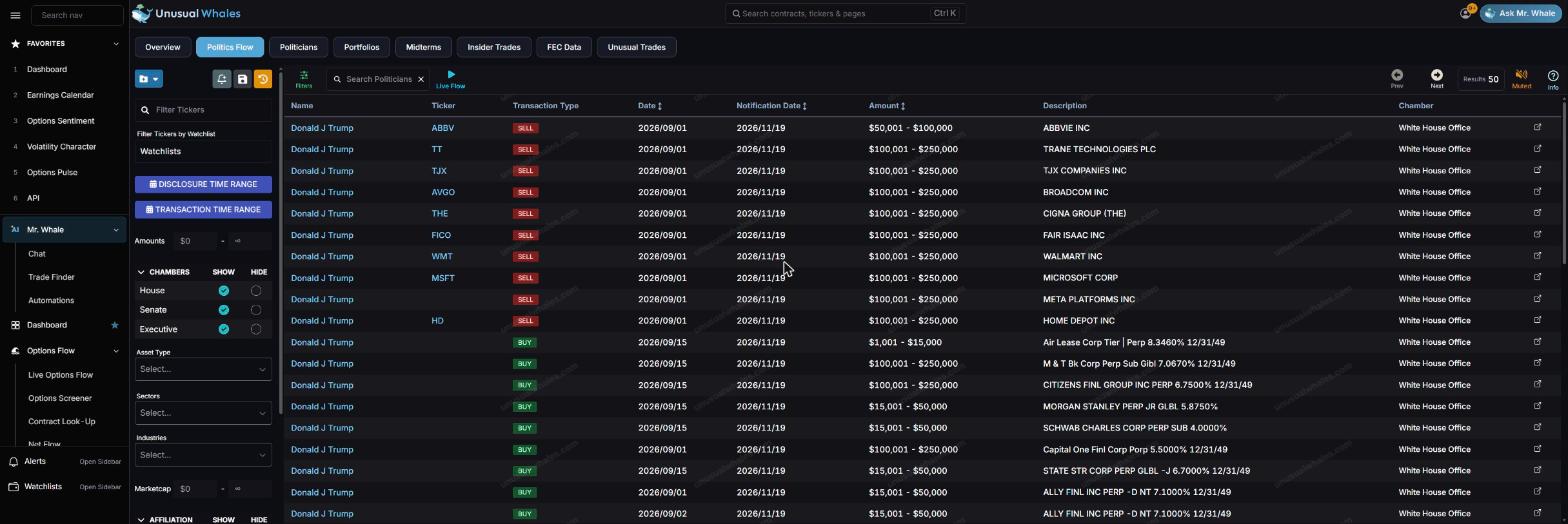 Search nav
Unusual Whales
Search contracts, tickers & pages Ctrl K
9+
Ask Mr. Whale
FAVORITES
1 Dashboard
2 Earnings Calendar
3 Options Sentiment
4 Volatility Character
5 Options Pulse
6 API
AI Mr. Whale
Chat
Trade Finder
Automations
Dashboard
Options Flow
Live Options Flow
Options Screener
Contract Look-Up
Net Flow
Alerts Open Sidebar
Watchlists Open Sidebar
Overview Politics Flow Politicians Portfolios Midterms Insider Trades FEC Data Unusual Trades
Filter Tickers
Filter Tickers by Watchlist
Watchlists
DISCLOSURE TIME RANGE
TRANSACTION TIME RANGE
Amounts $0 - ∞
CHAMBERS SHOW HIDE
House
Senate
Executive
Asset Type
Select...
Sectors
Select...
Industries
Select...
Marketcap $0 - ∞
AFFILIATION SHOW HIDE
Filters
Search Politicians
Live Flow
Prev
Next
Results 50
Muted
Info
Name Ticker Transaction Type Date Notification Date Amount Description Chamber
Donald J Trump ABBV SELL 2026/09/01 2026/11/19 $50,001 - $100,000 ABBVIE INC White House Office
Donald J Trump TT SELL 2026/09/01 2026/11/19 $100,001 - $250,000 TRANE TECHNOLOGIES PLC White House Office
Donald J Trump TJX SELL 2026/09/01 2026/11/19 $100,001 - $250,000 TJX COMPANIES INC White House Office
Donald J Trump AVGO SELL 2026/09/01 2026/11/19 $100,001 - $250,000 BROADCOM INC White House Office
Donald J Trump THE SELL 2026/09/01 2026/11/19 $100,001 - $250,000 CIGNA GROUP (THE) White House Office
Donald J Trump FICO SELL 2026/09/01 2026/11/19 $100,001 - $250,000 FAIR ISAAC INC White House Office
Donald J Trump WMT SELL 2026/09/01 2026/11/19 $100,001 - $250,000 WALMART INC White House Office
Donald J Trump MSFT SELL 2026/09/01 2026/11/19 $100,001 - $250,000 MICROSOFT CORP White House Office
Donald J Trump SELL 2026/09/01 2026/11/19 $100,001 - $250,000 META PLATFORMS INC White House Office
Donald J Trump HD SELL 2026/09/01 2026/11/19 $100,001 - $250,000 HOME DEPOT INC White House Office
Donald J Trump BUY 2026/09/15 2026/11/19 $1,001 - $15,000 Air Lease Corp Tier | Perp 8.3460% 12/31/49 White House Office
Donald J Trump BUY 2026/09/15 2026/11/19 $100,001 - $250,000 M & T Bk Corp Perp Sub Gibl 7.0670% 12/31/49 White House Office
Donald J Trump BUY 2026/09/15 2026/11/19 $100,001 - $250,000 CITIZENS FINL GROUP INC PERP 6.7500% 12/31/49 White House Office
Donald J Trump BUY 2026/09/15 2026/11/19 $15,001 - $50,000 MORGAN STANLEY PERP JR GLBL 5.8750% White House Office
Donald J Trump BUY 2026/09/15 2026/11/19 $15,001 - $50,000 SCHWAB CHARLES CORP PERP SUB 4.0000% White House Office
Donald J Trump BUY 2026/09/01 2026/11/19 $100,001 - $250,000 Capital One Finl Corp Porp 5.5000% 12/31/49 White House Office
Donald J Trump BUY 2026/09/15 2026/11/19 $15,001 - $50,000 STATE STR CORP PERP GLBL -J 6.7000% 12/31/49 White House Office
Donald J Trump BUY 2026/09/01 2026/11/19 $15,001 - $50,000 ALLY FINL INC PERP -D NT 7.1000% 12/31/49 White House Office
Donald J Trump BUY 2026/09/02 2026/11/19 $15,001 - $50,000 ALLY FINL INC PERP -D NT 7.1000% 12/31/49 White House Office
unusualwhales.com